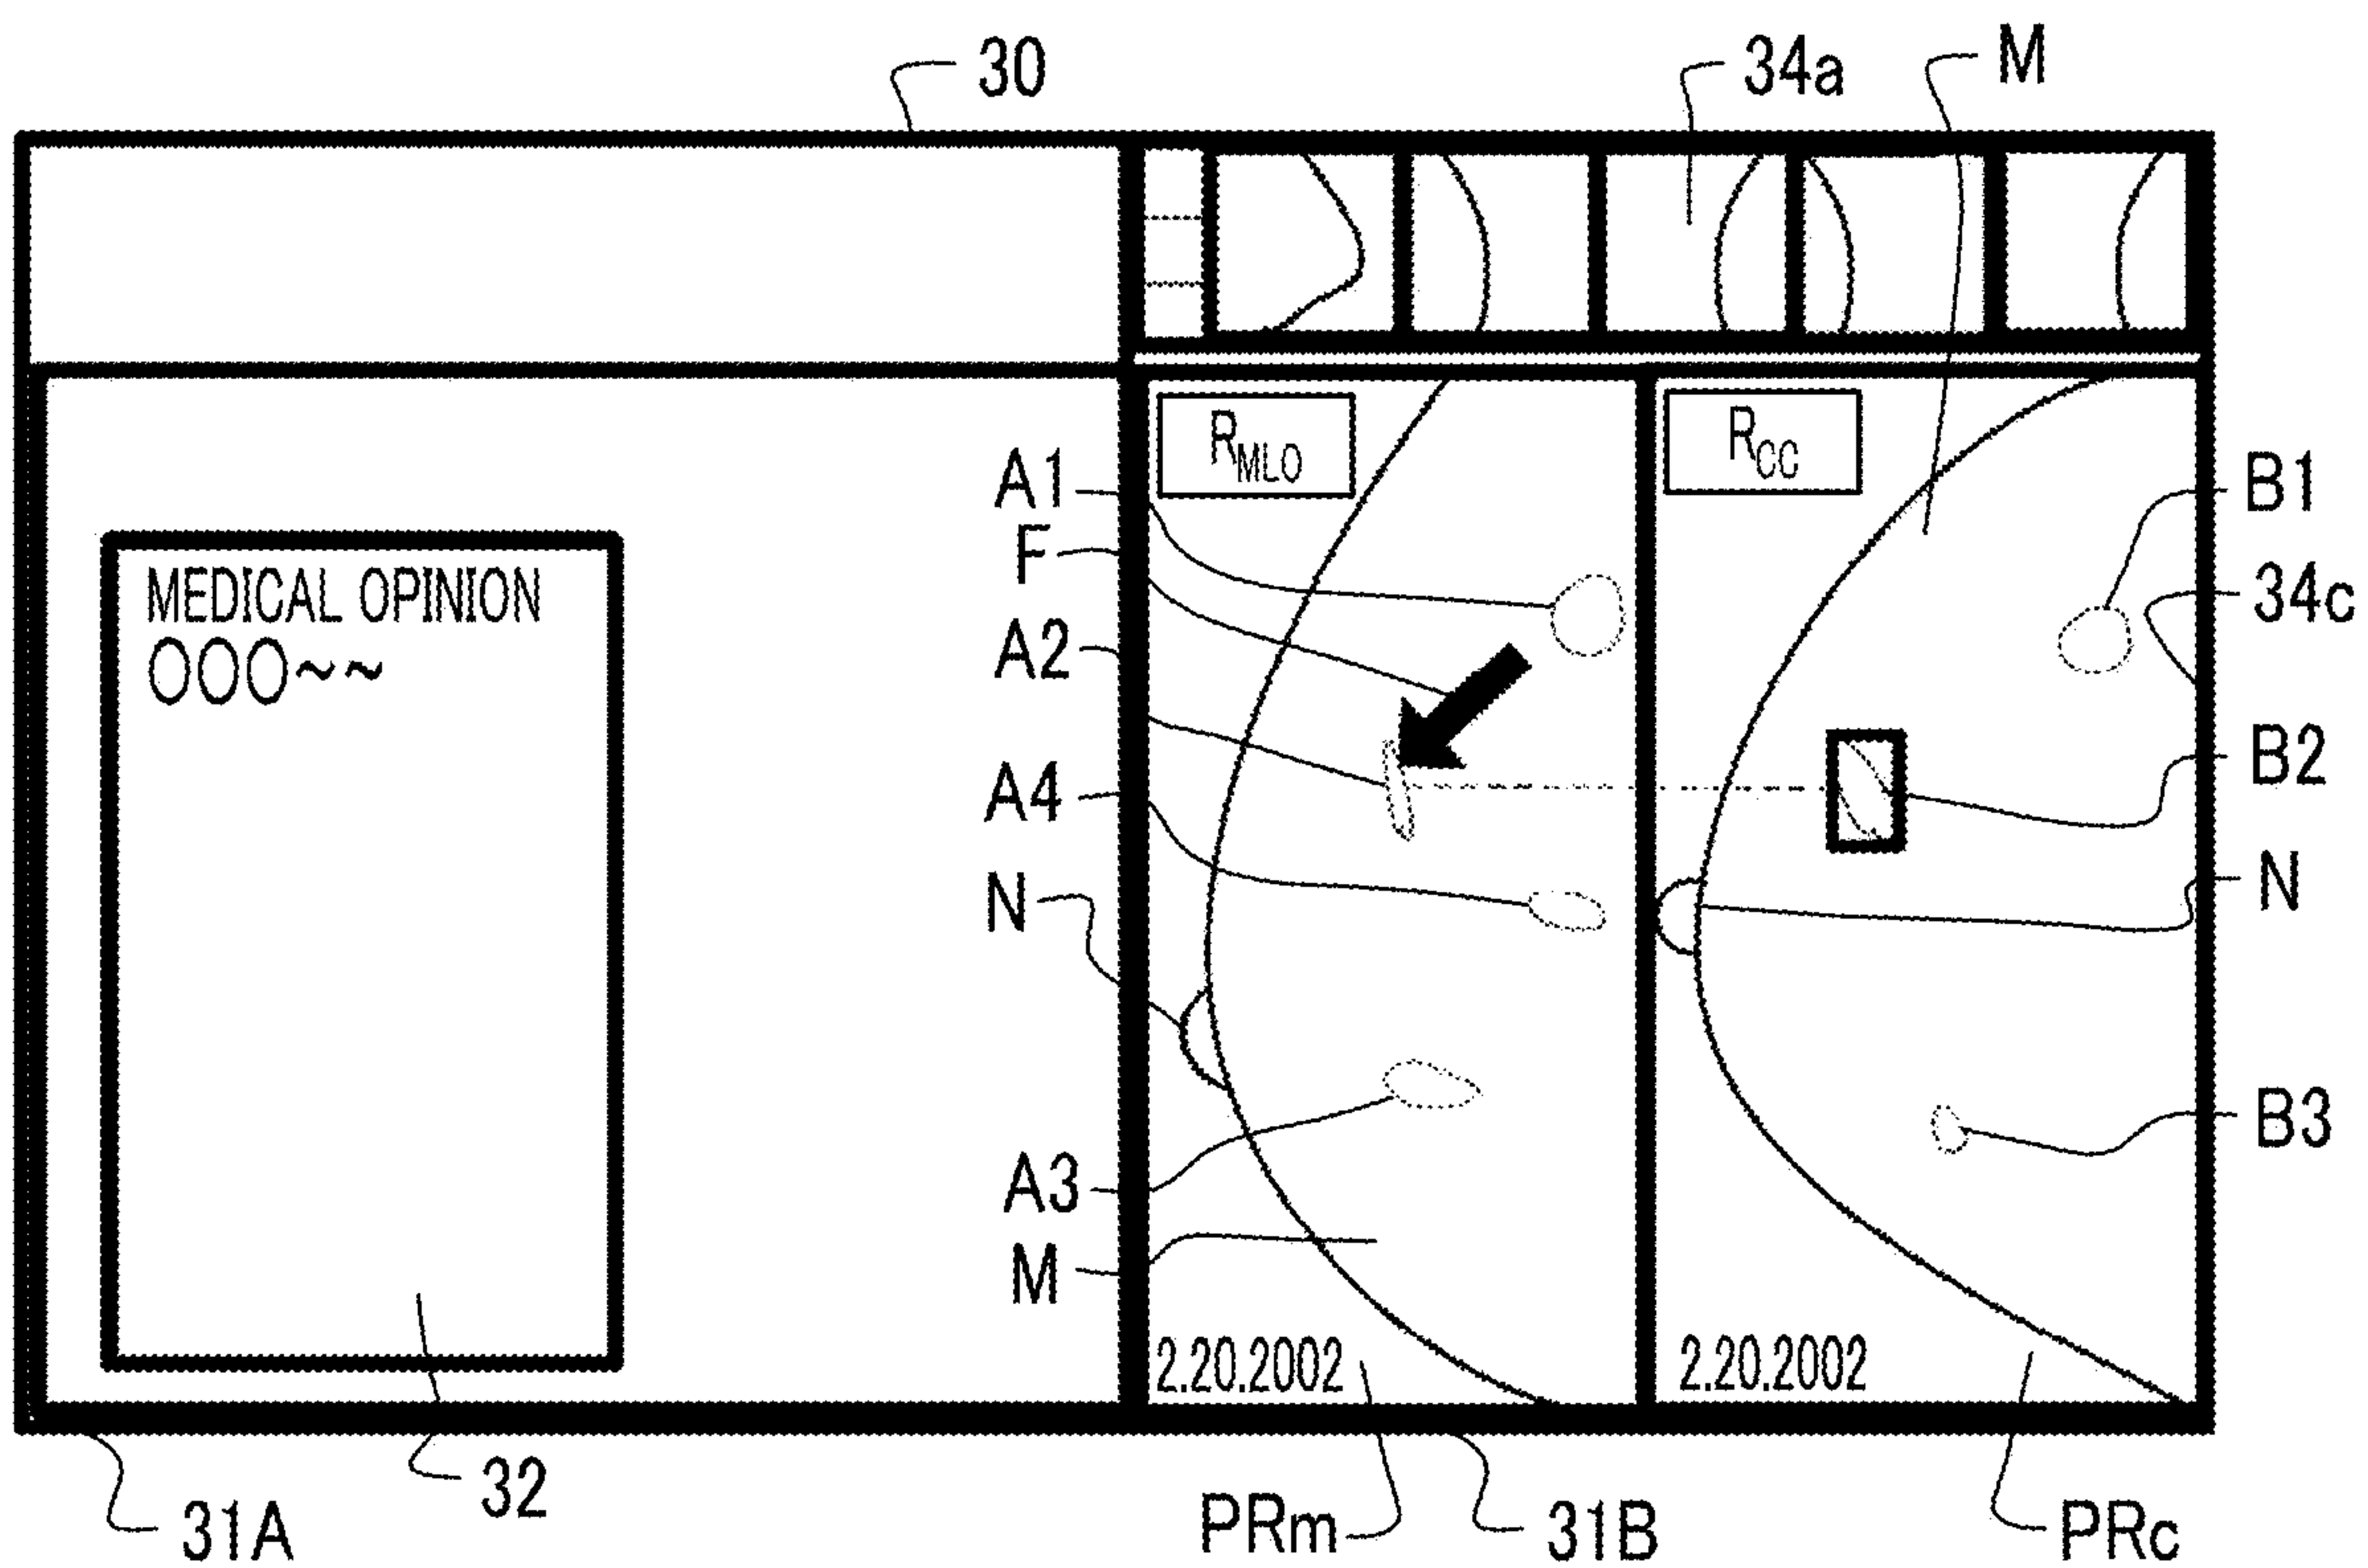 30
34a
M
R_MLO
R_CC
A1
B1
F
MEDICAL OPINION
34c
A2
OOO~~
B2
A4
N
N
B3
A3
M
2.20.2002
2.20.2002
32
31A
PRm
31B
PRc